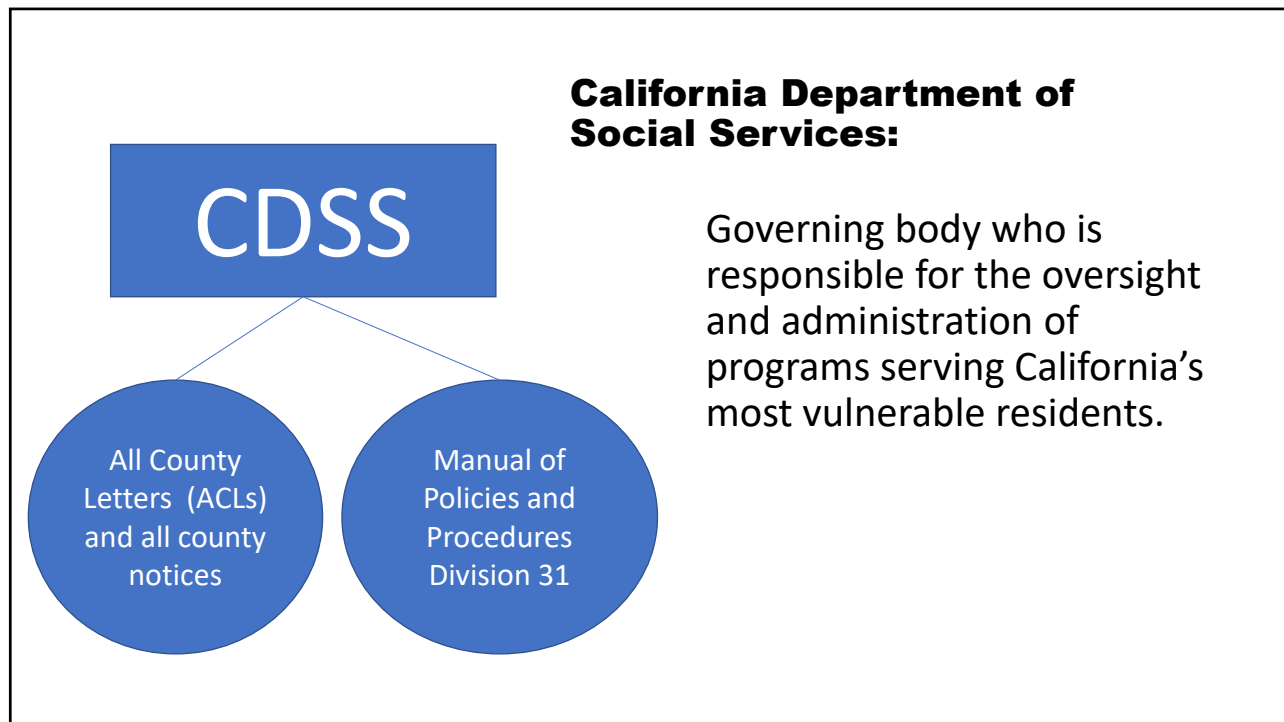 California Department of
Social Services:
CDSS
Governing body who is
responsible for the oversight
and administration of
programs serving California’s
most vulnerable residents.
All County
Letters  (ACLs)
and all county
notices
Manual of
Policies and
Procedures
Division 31